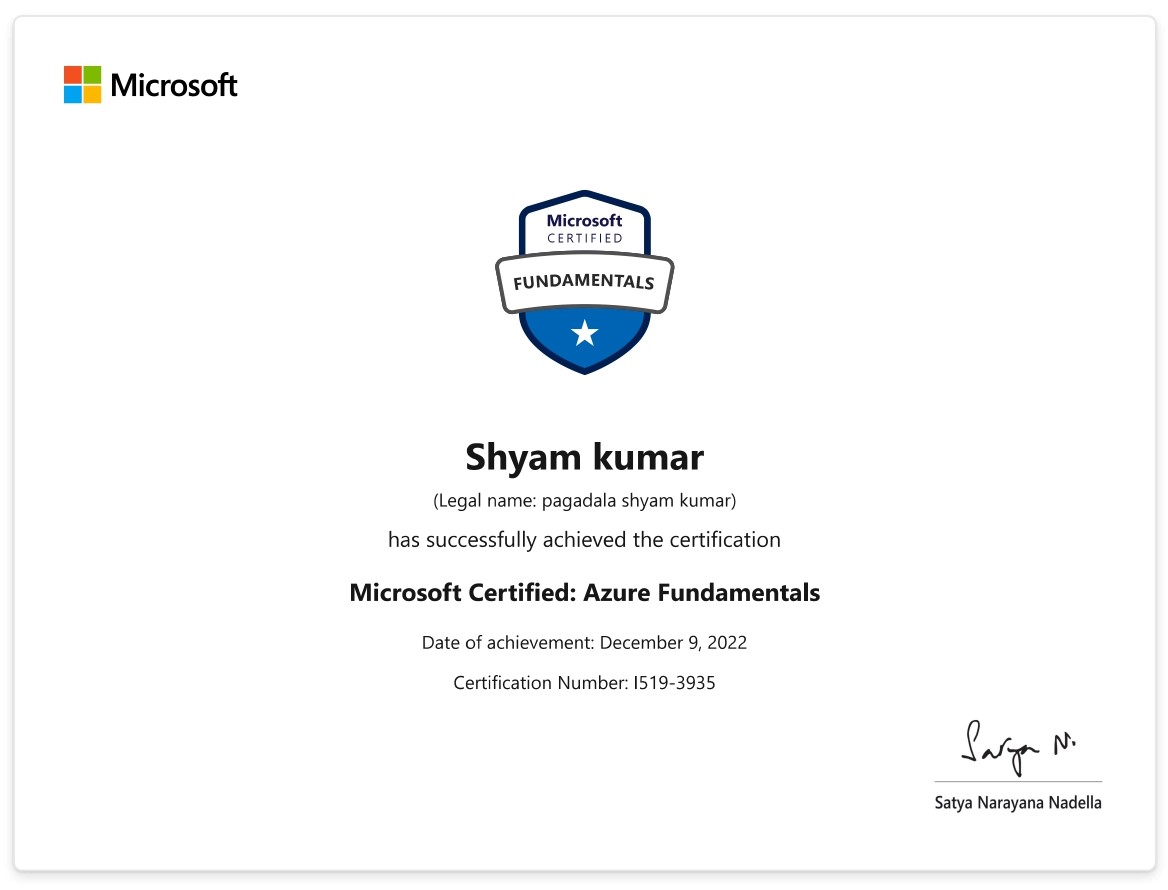 Microsoft
Microsoft
CERTIFIED
FUNDAMENTALS
Shyam kumar
(Legal name: pagadala shyam kumar)
has successfully achieved the certification
Microsoft Certified: Azure Fundamentals
Date of achievement: December 9, 2022
Certification Number: I519-3935
Satya N.
Satya Narayana Nadella